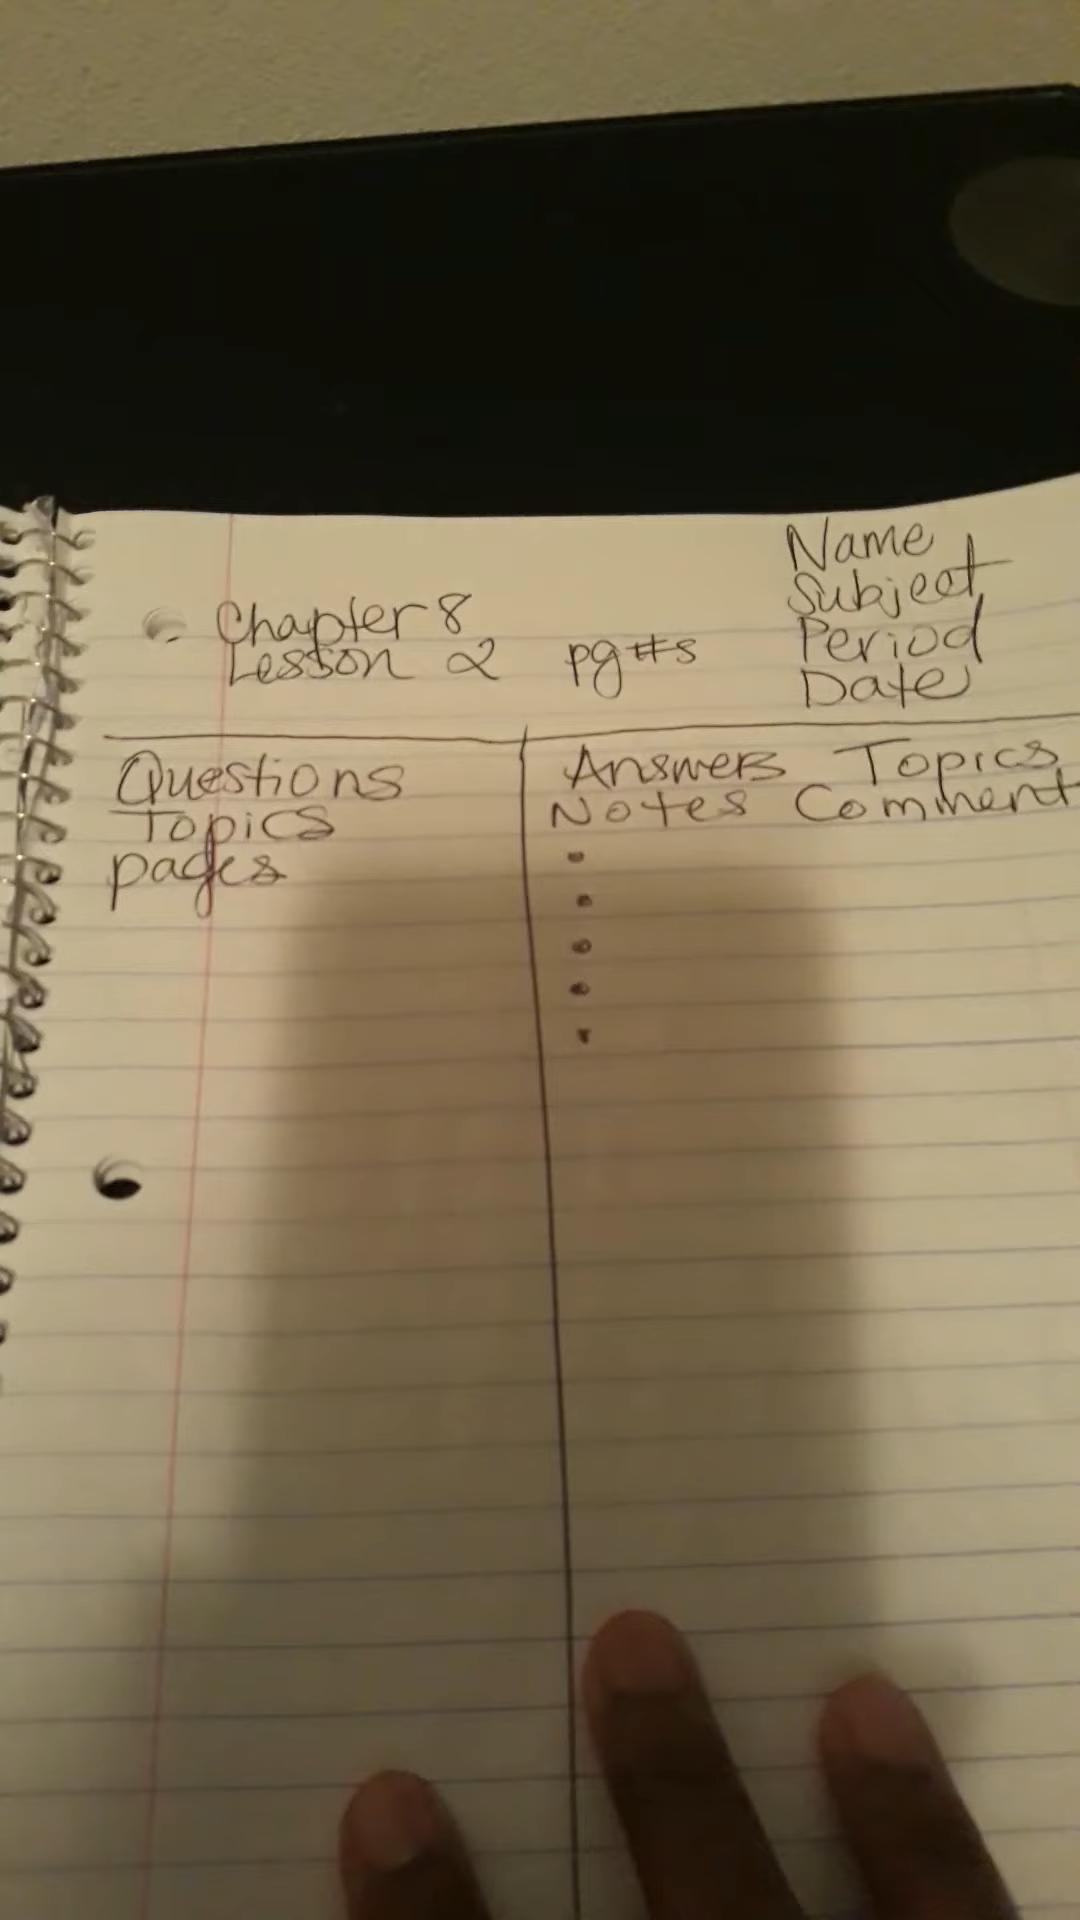 Name
Subject
Chapter 8
Period
Lesson 2 pg#s
Date
Questions
Topics
pages
Answers Topics
Notes Comment